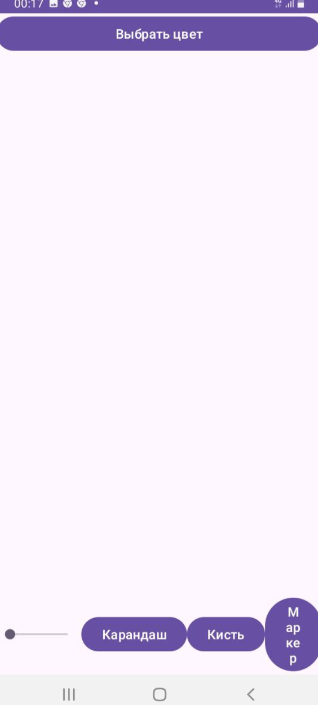 00:17
Выбрать цвет
Карандаш
Кисть
М
ар
ке
р